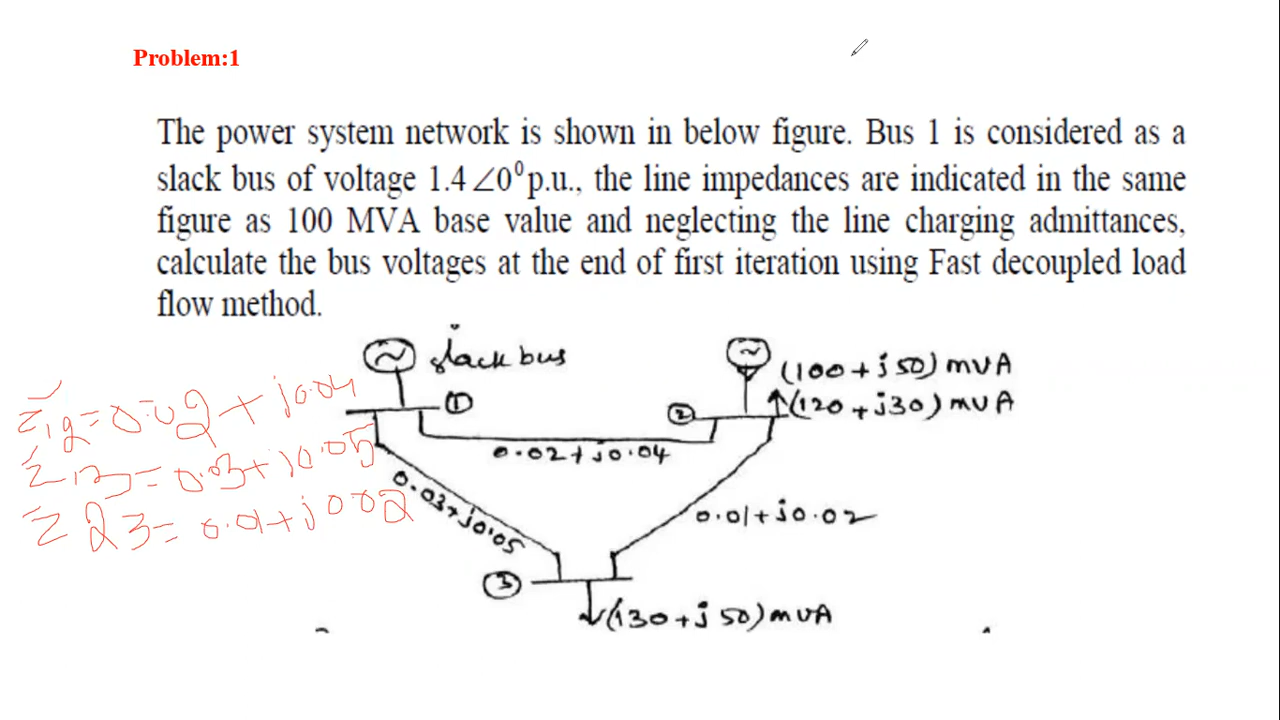 Problem:1
The power system network is shown in below figure. Bus 1 is considered as a
slack bus of voltage 1.4∠0⁰p.u., the line impedances are indicated in the same
figure as 100 MVA base value and neglecting the line charging admittances,
calculate the bus voltages at the end of first iteration using Fast decoupled load
flow method.
~ slack bus
~ (100+j50)MVA
①
② (120+j30)MVA
0.02+j0.04
0.03+j0.05
0.01+j0.02
③
(130+j50)MVA
Z12=0.02+j0.04
Z13=0.03+j0.05
Z23=0.01+j0.02